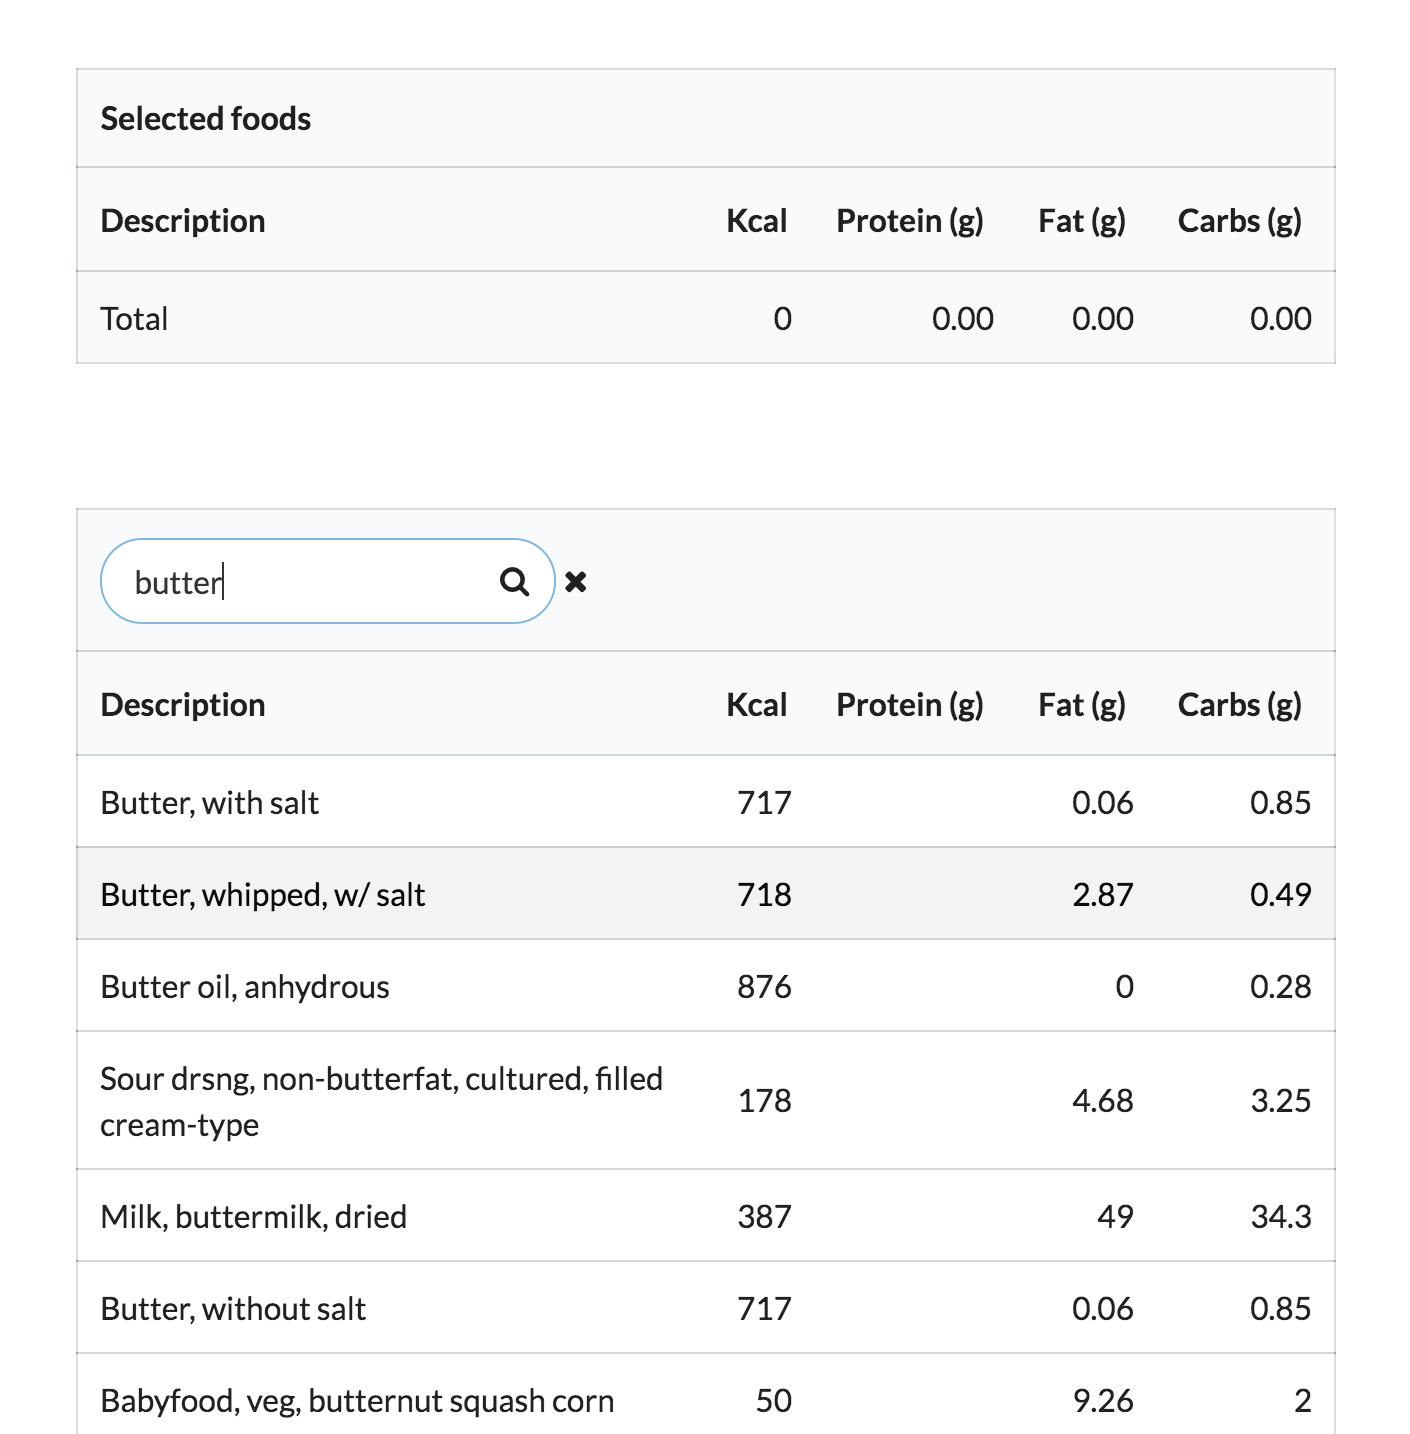 Selected foods
Description Kcal Protein (g) Fat (g) Carbs (g)
Total 0 0.00 0.00 0.00
butter
Description Kcal Protein (g) Fat (g) Carbs (g)
Butter, with salt 717 0.06 0.85
Butter, whipped, w/ salt 718 2.87 0.49
Butter oil, anhydrous 876 0 0.28
Sour drsng, non-butterfat, cultured, filled
cream-type 178 4.68 3.25
Milk, buttermilk, dried 387 49 34.3
Butter, without salt 717 0.06 0.85
Babyfood, veg, butternut squash corn 50 9.26 2